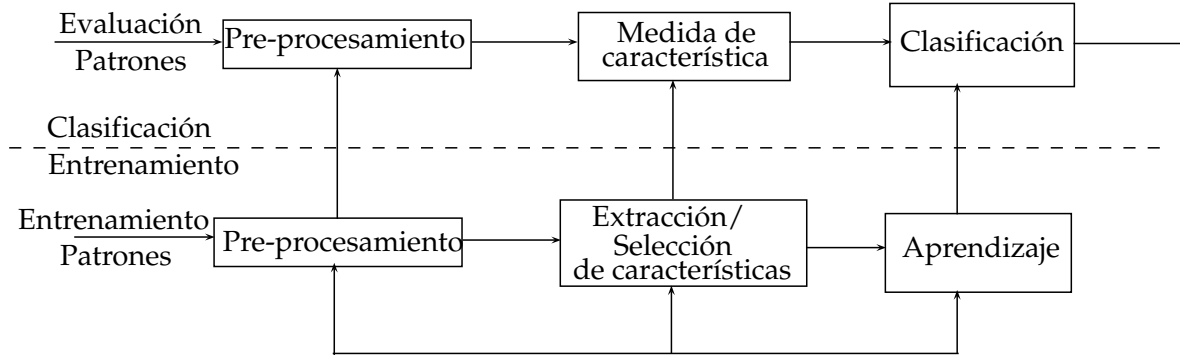 Evaluación
Patrones
Pre-procesamiento
Medida de
característica
Clasificación
Clasificación
Entrenamiento
Entrenamiento
Patrones
Pre-procesamiento
Extracción/
Selección
de características
Aprendizaje